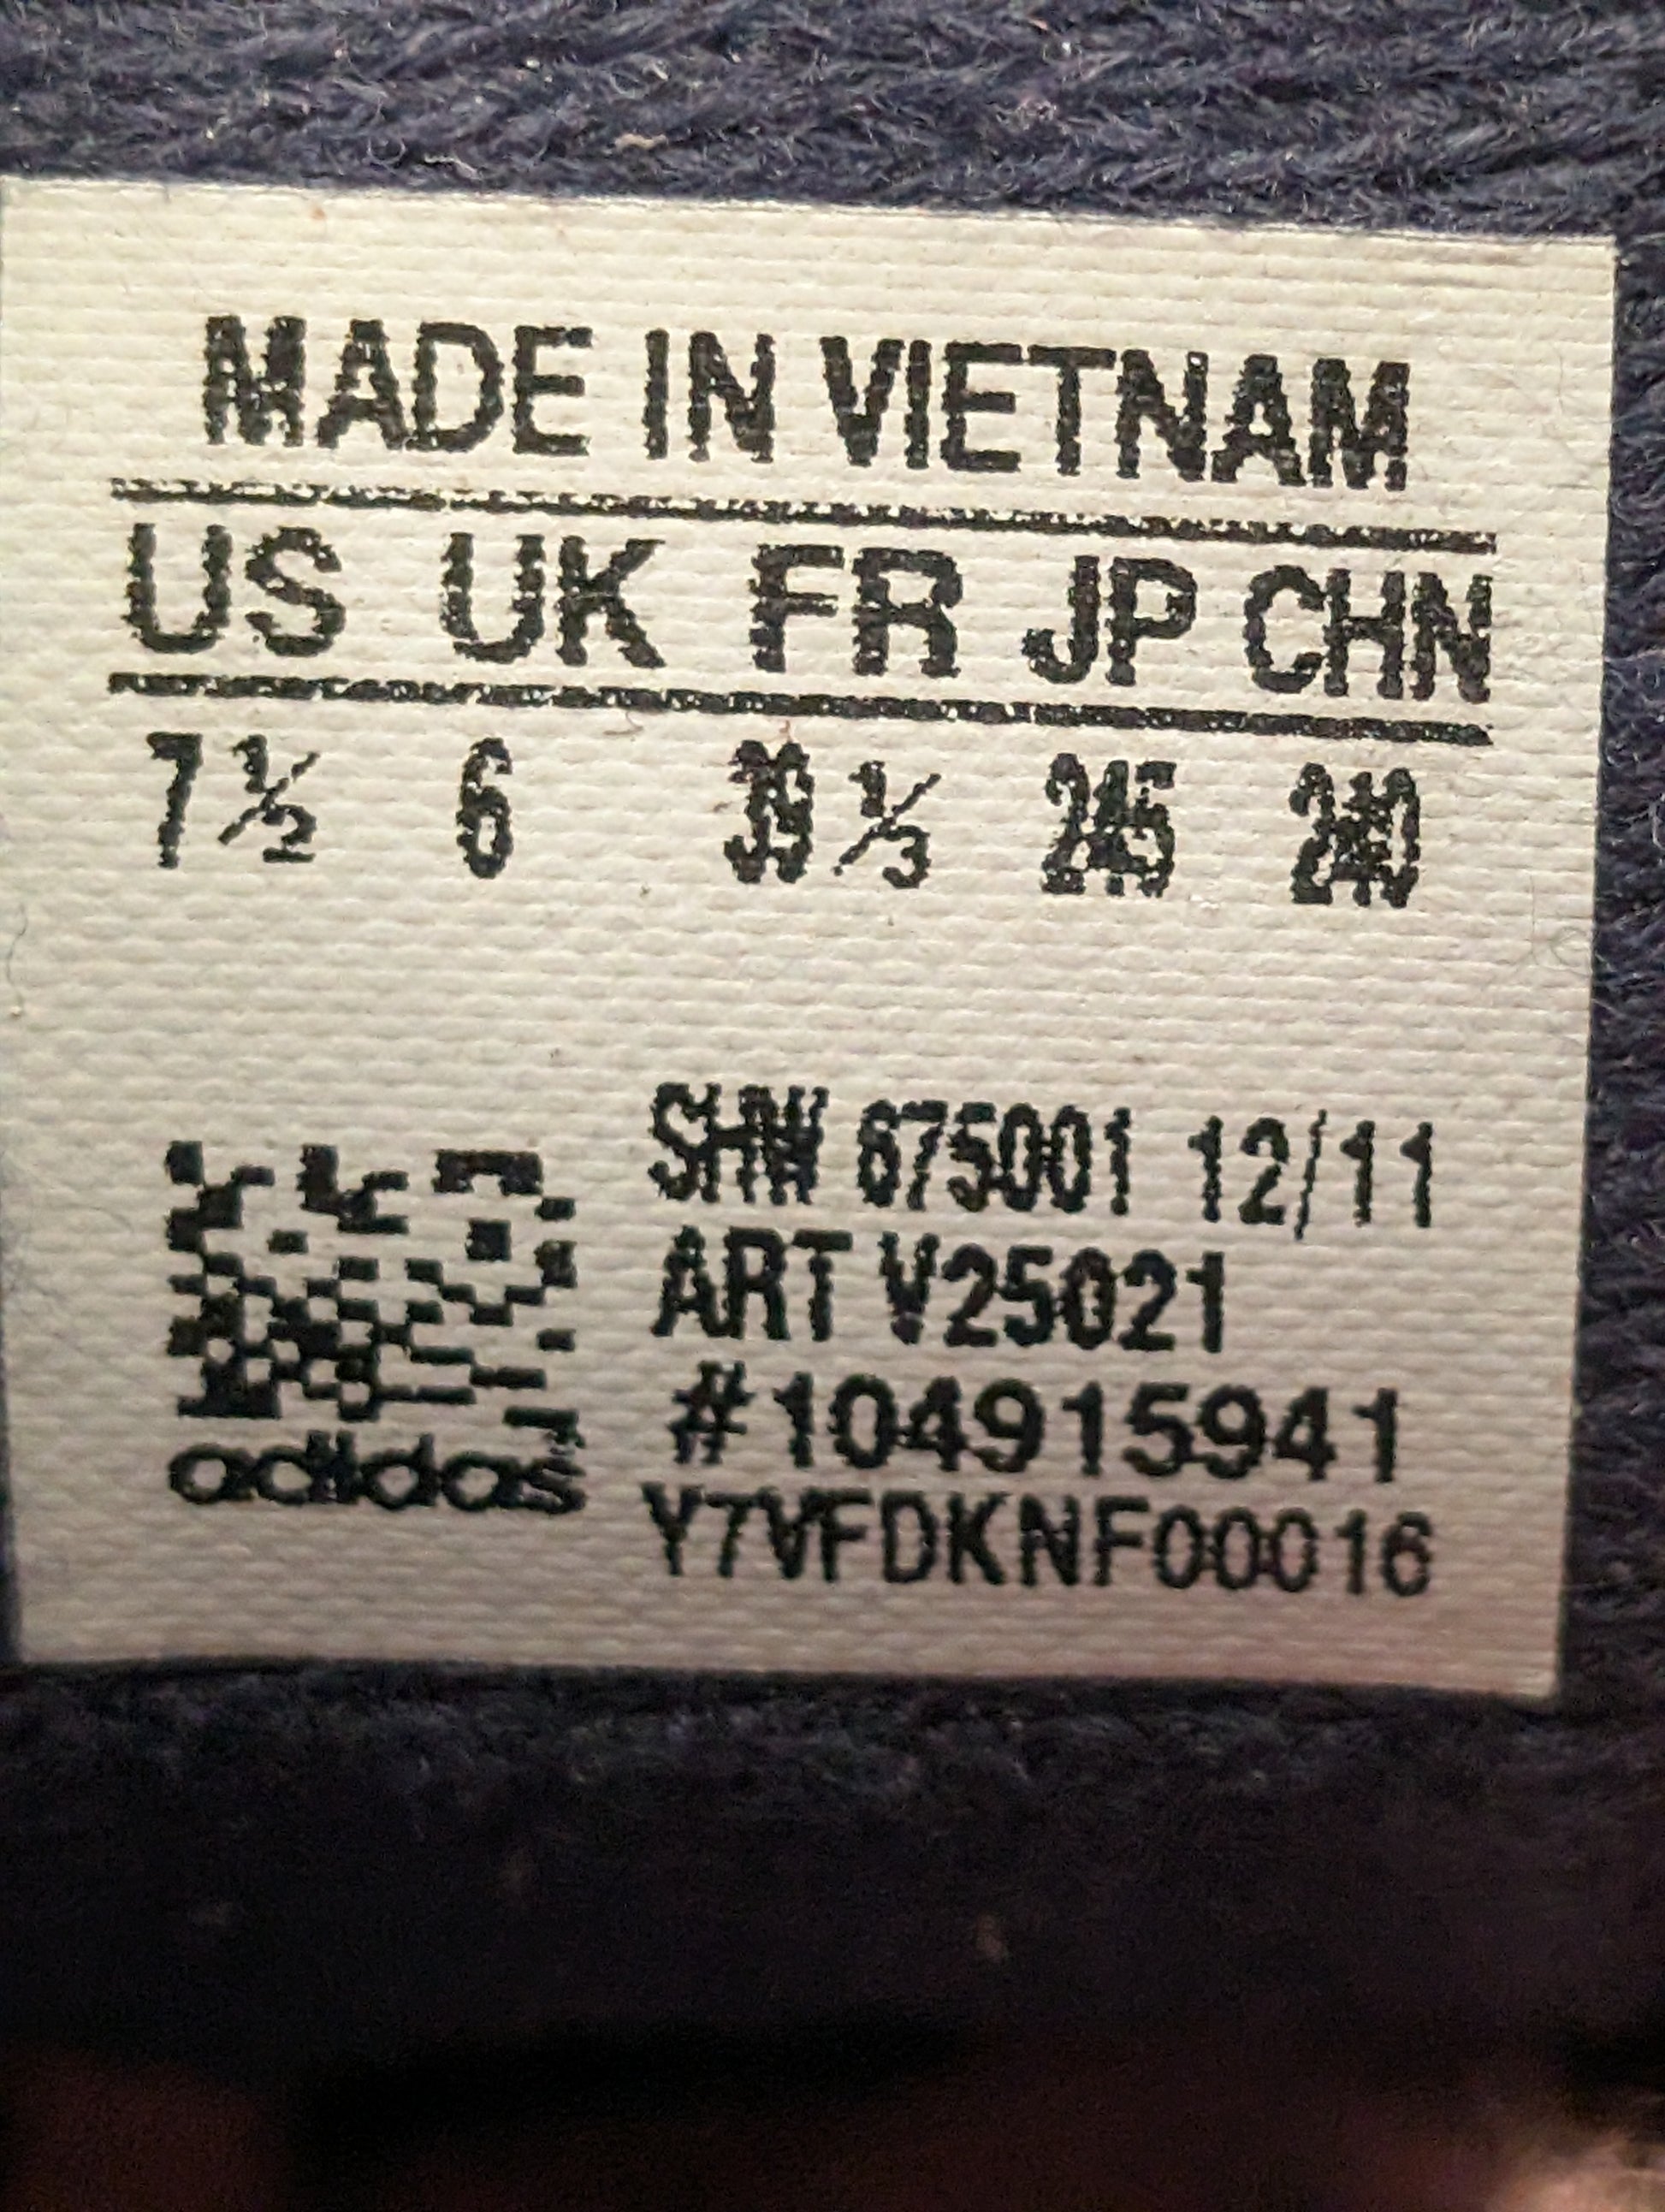 MADE IN VIETNAM
US UK FR JP CHN
7½ 6 39⅓ 245 240
SHW 675001 12/11
ART V25021
#104915941
adidas
Y7VFDKNF00016